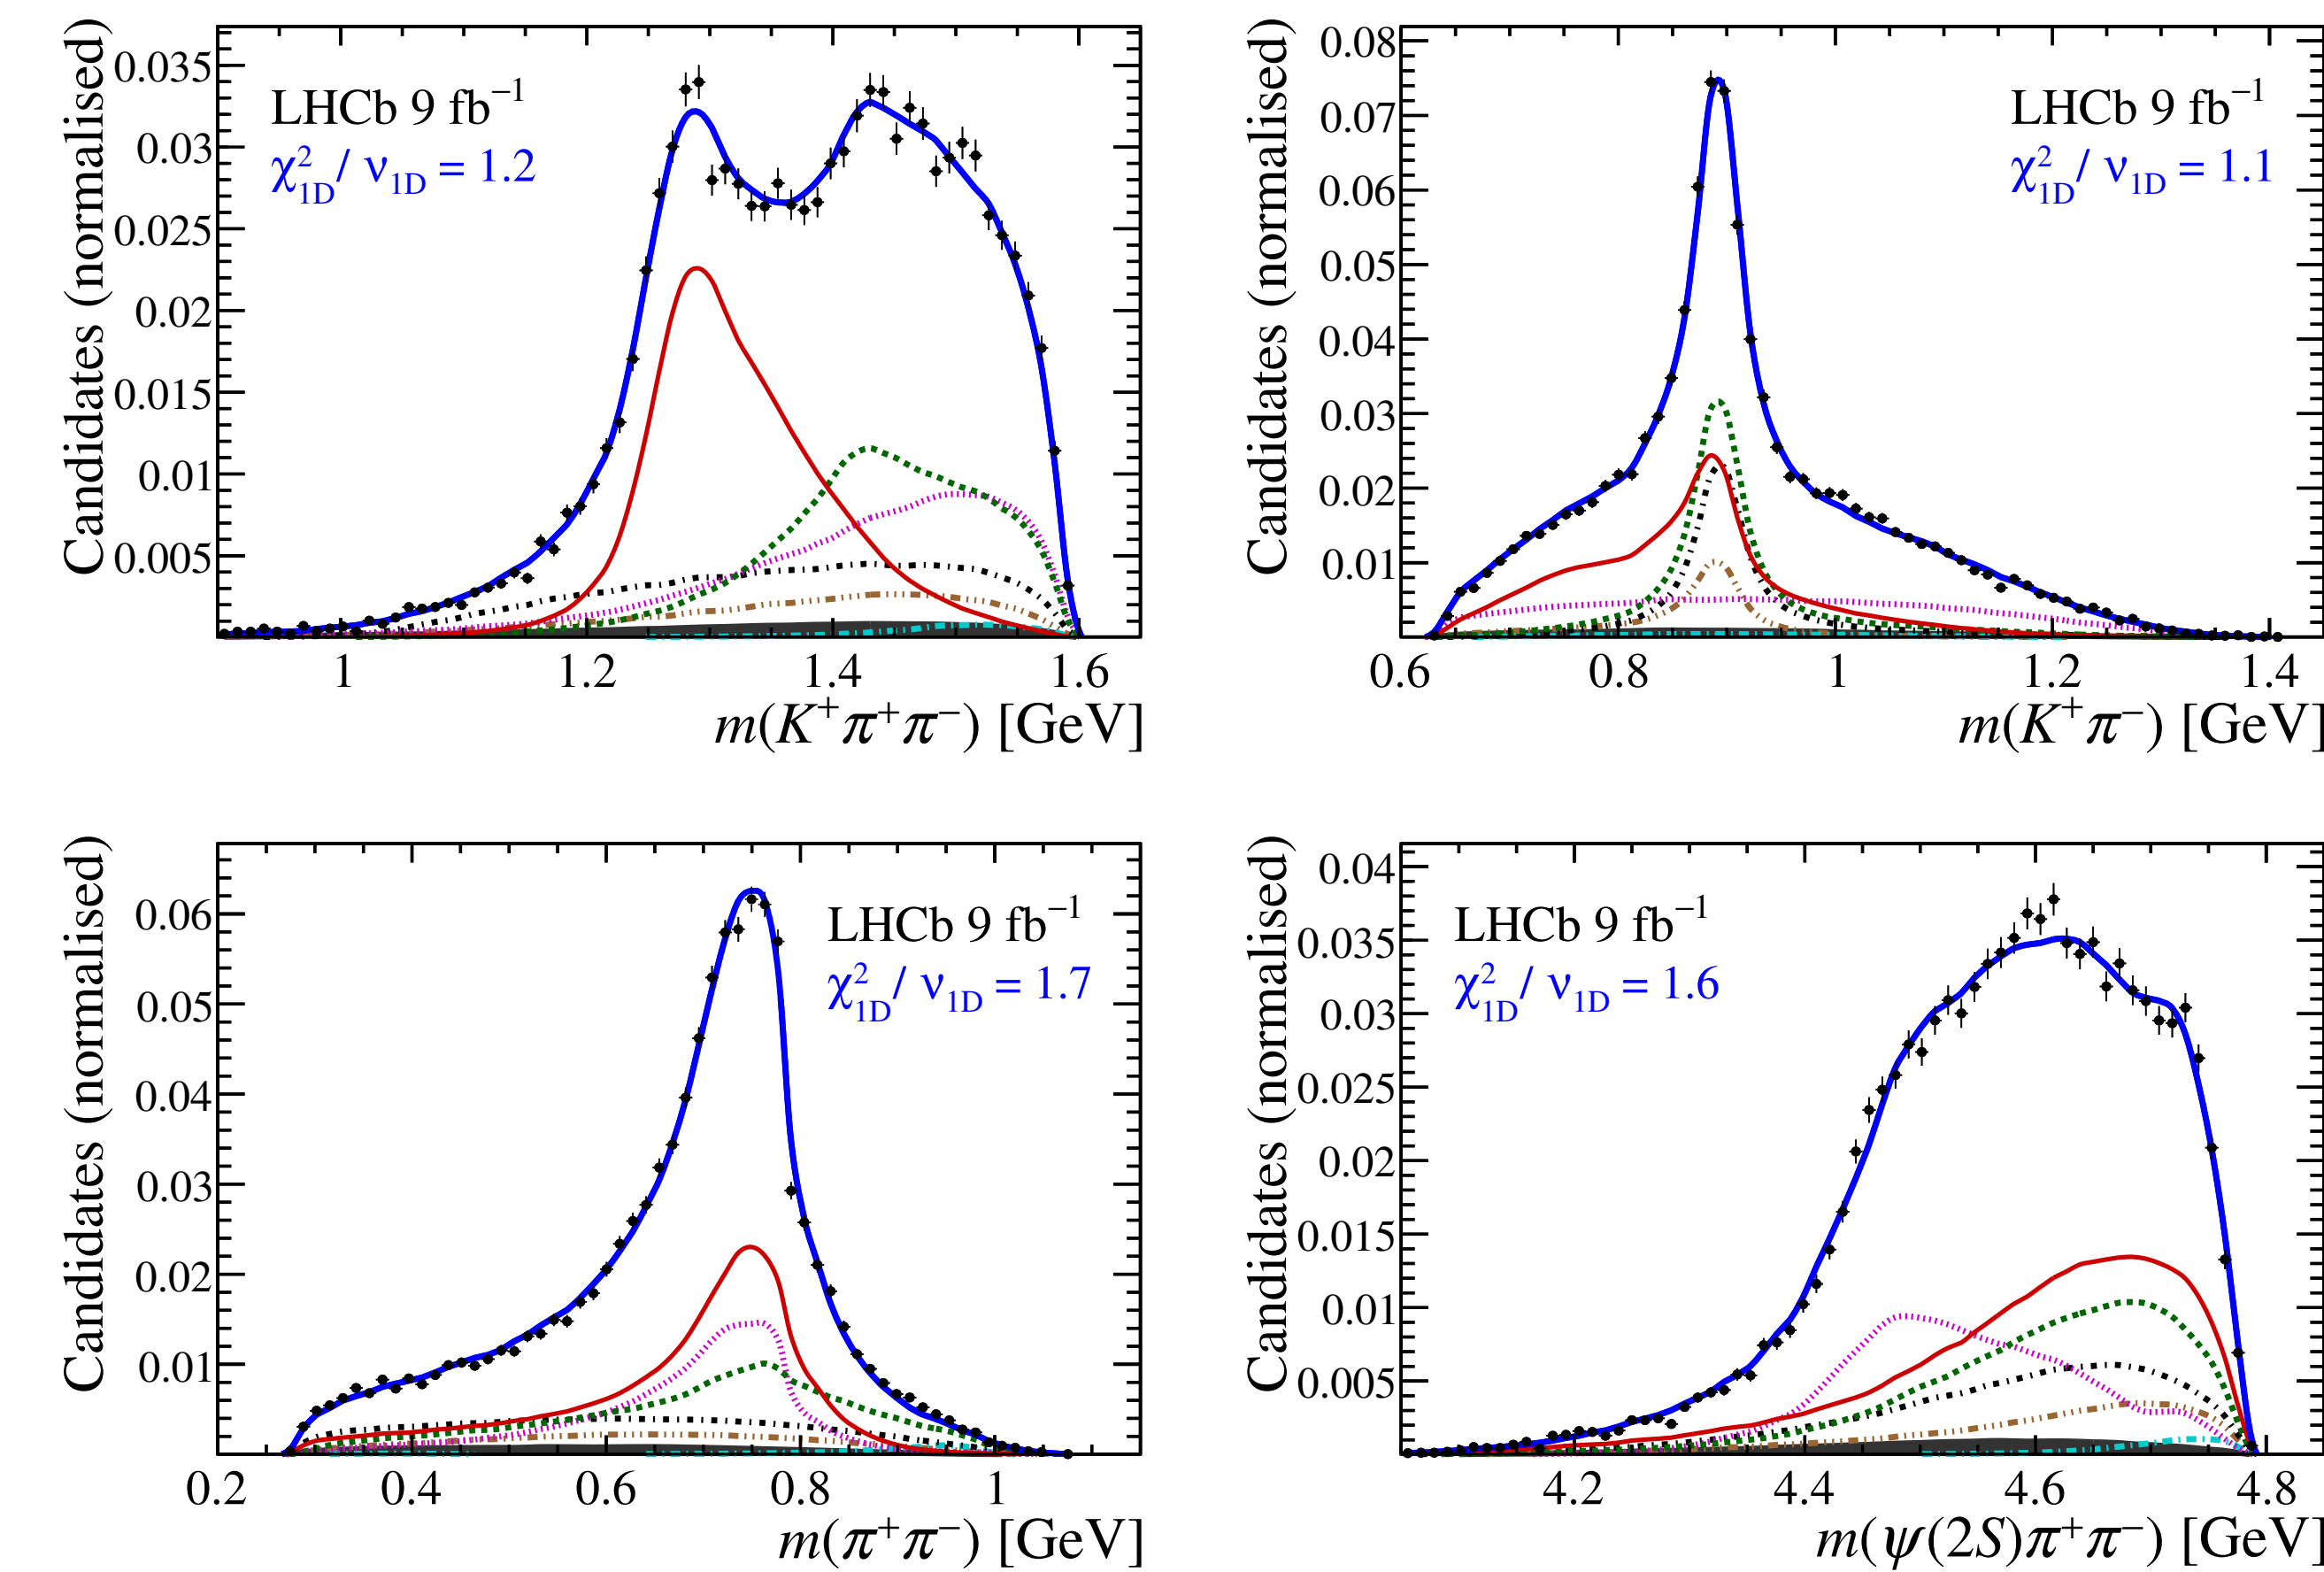 Candidates (normalised)
0.035
0.03
0.025
0.02
0.015
0.01
0.005
LHCb 9 fb⁻¹
χ²1D / ν1D = 1.2
1 1.2 1.4 1.6
m(K⁺π⁺π⁻) [GeV]
Candidates (normalised)
0.08
0.07
0.06
0.05
0.04
0.03
0.02
0.01
LHCb 9 fb⁻¹
χ²1D / ν1D = 1.1
0.6 0.8 1 1.2 1.4
m(K⁺π⁻) [GeV]
Candidates (normalised)
0.06
0.05
0.04
0.03
0.02
0.01
LHCb 9 fb⁻¹
χ²1D / ν1D = 1.7
0.2 0.4 0.6 0.8 1
m(π⁺π⁻) [GeV]
Candidates (normalised)
0.04
0.035
0.03
0.025
0.02
0.015
0.01
0.005
LHCb 9 fb⁻¹
χ²1D / ν1D = 1.6
4.2 4.4 4.6 4.8
m(ψ(2S)π⁺π⁻) [GeV]